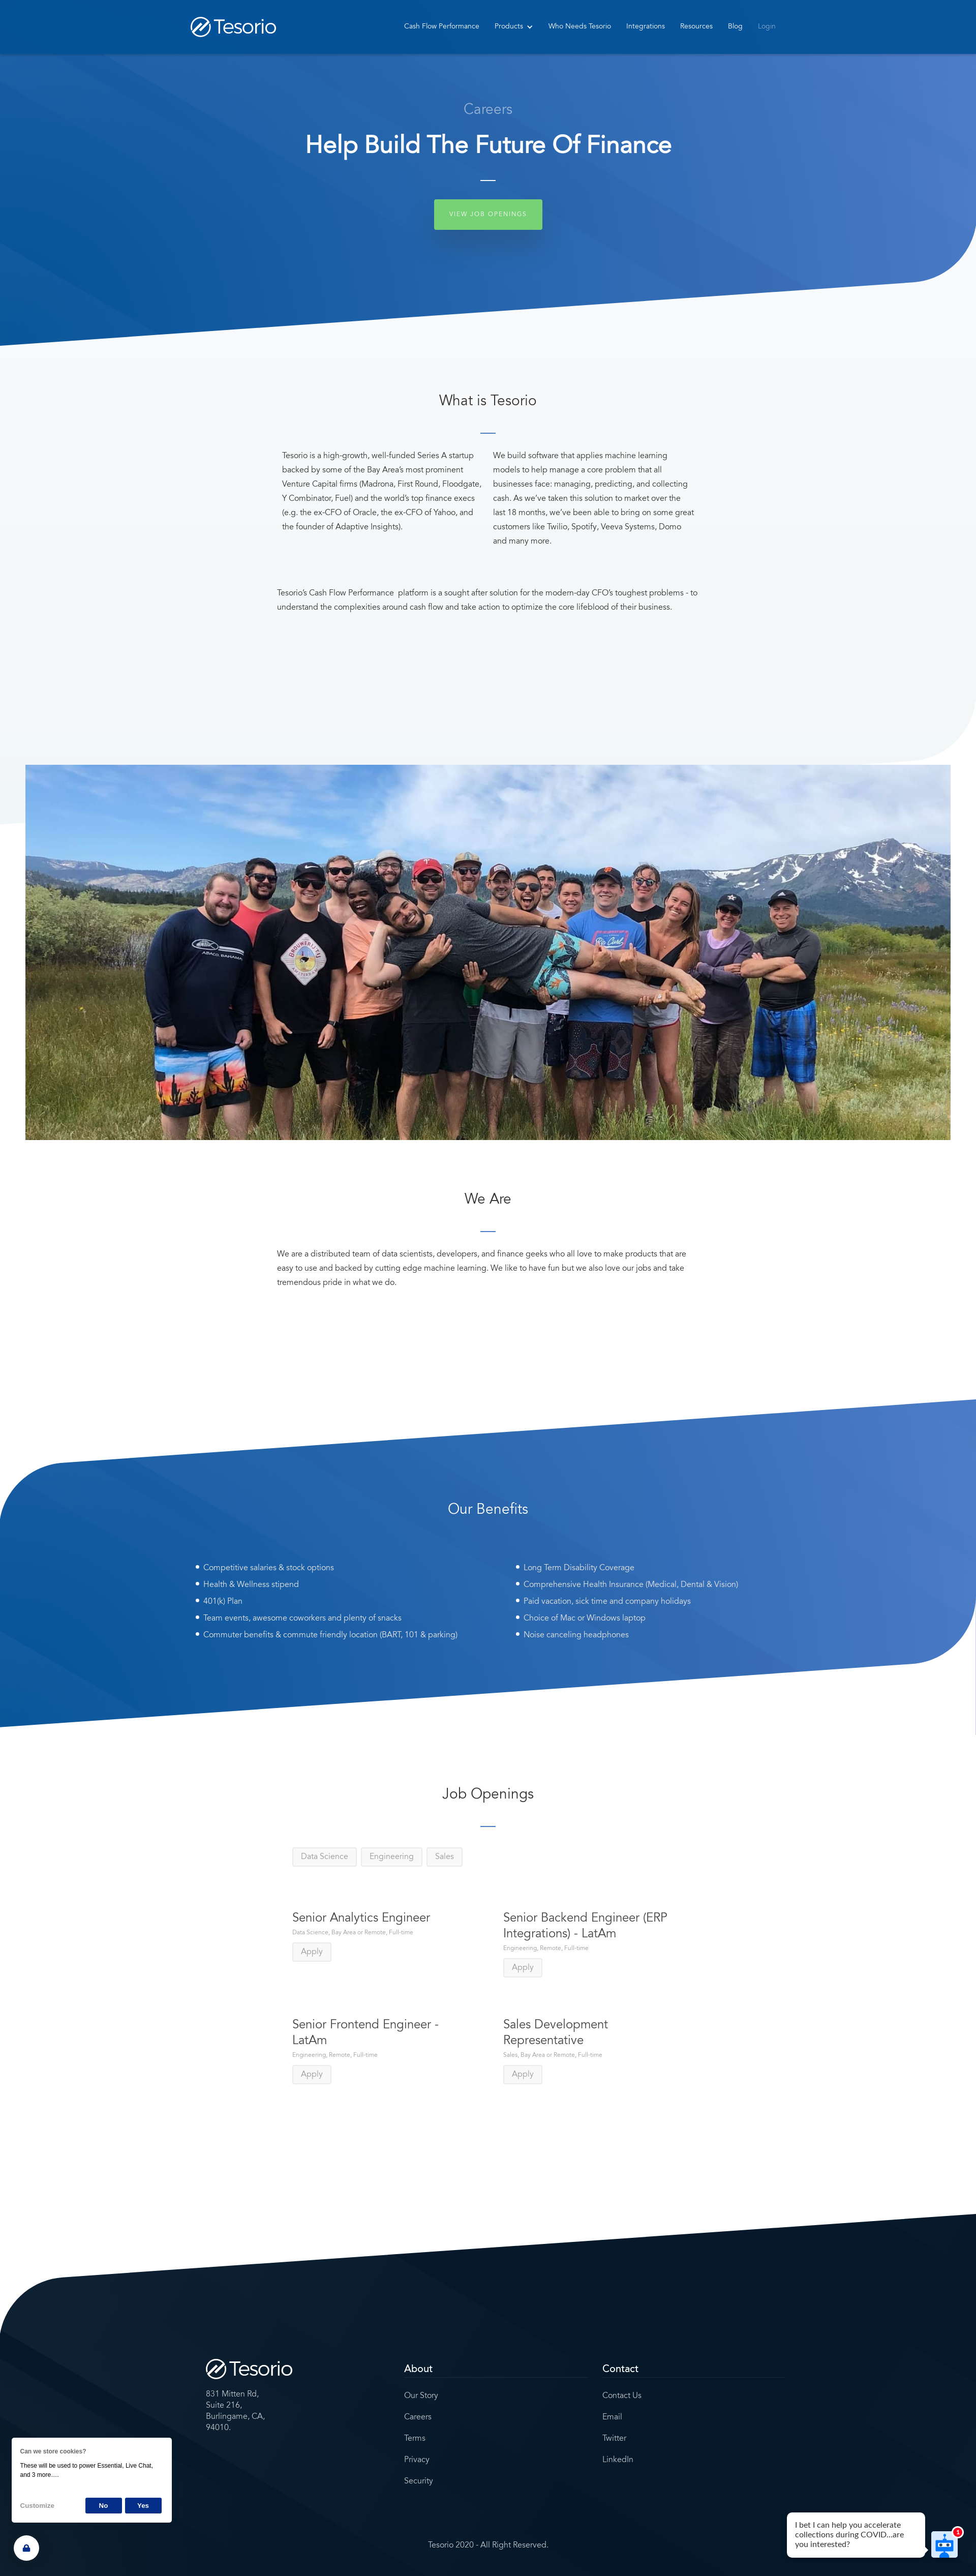 Tesorio
Cash Flow Performance
Products
Who Needs Tesorio
Integrations
Resources
Blog
Login
Careers
Help Build The Future Of Finance
VIEW JOB OPENINGS
What is Tesorio
Tesorio is a high-growth, well-funded Series A startup
backed by some of the Bay Area's most prominent
Venture Capital firms (Madrona, First Round, Floodgate,
Y Combinator, Fuel) and the world's top finance execs
(e.g. the ex-CFO of Oracle, the ex-CFO of Yahoo, and
the founder of Adaptive Insights).
We build software that applies machine learning
models to help manage a core problem that all
businesses face: managing, predicting, and collecting
cash. As we've taken this solution to market over the
last 18 months, we've been able to bring on some great
customers like Twilio, Spotify, Veeva Systems, Domo
and many more.
Tesorio's Cash Flow Performance platform is a sought after solution for the modern-day CFO's toughest problems - to
understand the complexities around cash flow and take action to optimize the core lifeblood of their business.
We Are
We are a distributed team of data scientists, developers, and finance geeks who all love to make products that are
easy to use and backed by cutting edge machine learning. We like to have fun but we also love our jobs and take
tremendous pride in what we do.
Our Benefits
Competitive salaries & stock options
Health & Wellness stipend
401(k) Plan
Team events, awesome coworkers and plenty of snacks
Commuter benefits & commute friendly location (BART, 101 & parking)
Long Term Disability Coverage
Comprehensive Health Insurance (Medical, Dental & Vision)
Paid vacation, sick time and company holidays
Choice of Mac or Windows laptop
Noise canceling headphones
Job Openings
Data Science
Engineering
Sales
Senior Analytics Engineer
Data Science, Bay Area or Remote, Full-time
Apply
Senior Backend Engineer (ERP
Integrations) - LatAm
Engineering, Remote, Full-time
Apply
Senior Frontend Engineer -
LatAm
Engineering, Remote, Full-time
Apply
Sales Development
Representative
Sales, Bay Area or Remote, Full-time
Apply
Tesorio
831 Mitten Rd,
Suite 216,
Burlingame, CA,
94010.
About
Our Story
Careers
Terms
Privacy
Security
Contact
Contact Us
Email
Twitter
LinkedIn
Can we store cookies?
These will be used to power Essential, Live Chat,
and 3 more....
Customize
No
Yes
Tesorio 2020 - All Right Reserved.
I bet I can help you accelerate
collections during COVID...are
you interested?
1